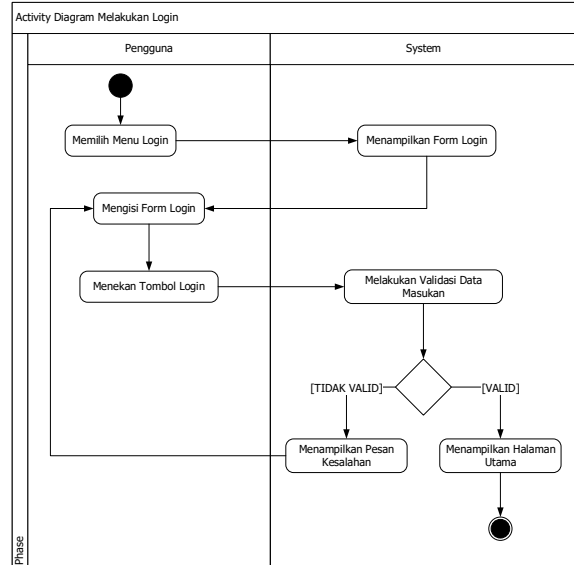 Activity Diagram Melakukan Login
Pengguna
System
Memilih Menu Login
Menampilkan Form Login
Mengisi Form Login
Menekan Tombol Login
Melakukan Validasi Data
Masukan
[TIDAK VALID]
[VALID]
Menampilkan Pesan
Kesalahan
Menampilkan Halaman
Utama
Phase